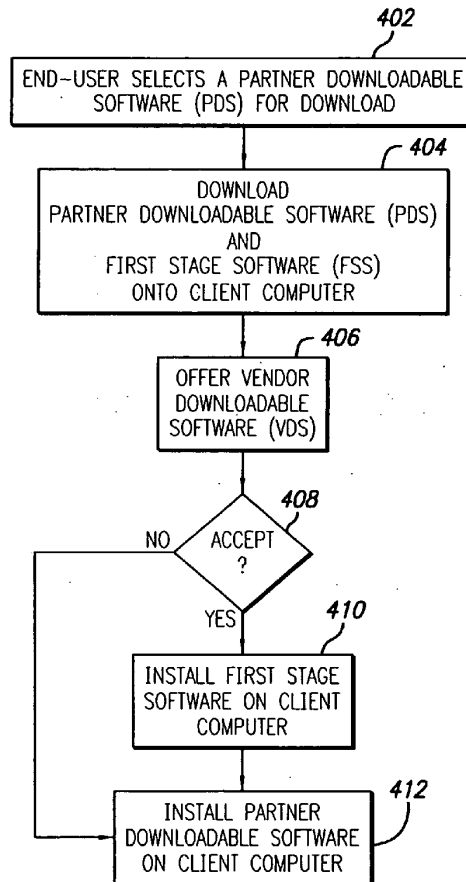 402
END-USER SELECTS A PARTNER DOWNLOADABLE
SOFTWARE (PDS) FOR DOWNLOAD
404
DOWNLOAD
PARTNER DOWNLOADABLE SOFTWARE (PDS)
AND
FIRST STAGE SOFTWARE (FSS)
ONTO CLIENT COMPUTER
406
OFFER VENDOR
DOWNLOADABLE
SOFTWARE (VDS)
408
NO
ACCEPT
?
YES
410
INSTALL FIRST STAGE
SOFTWARE ON CLIENT
COMPUTER
INSTALL PARTNER
DOWNLOADABLE SOFTWARE
ON CLIENT COMPUTER
412